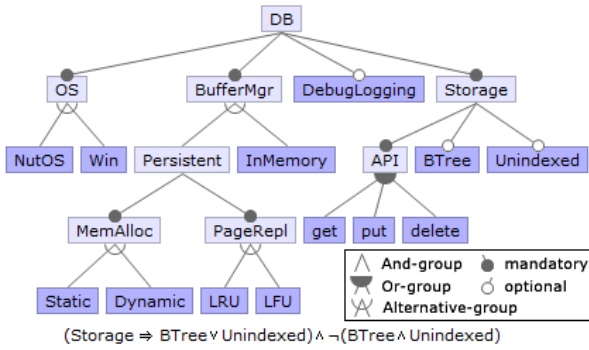 DB
OS BufferMgr DebugLogging Storage
NutOS Win Persistent InMemory API BTree Unindexed
MemAlloc PageRepl get put delete
Static Dynamic LRU LFU
And-group mandatory
Or-group optional
Alternative-group
(Storage ⇒ BTree ∨ Unindexed) ∧ ¬(BTree ∧ Unindexed)